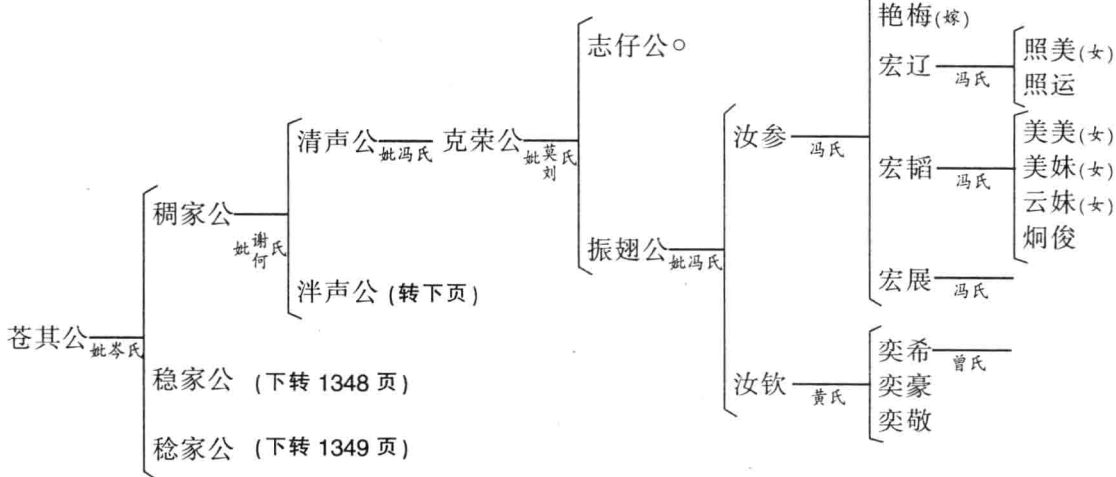 艳梅(嫁)
志仔公○
宏辽
冯氏
照美(女)
照运
清声公
妣冯氏
克荣公
妣莫刘氏
汝参
冯氏
宏韬
冯氏
美美(女)
美妹(女)
云妹(女)
炯俊
稠家公
妣谢何氏
振翅公
妣冯氏
泮声公(转下页)
宏展
冯氏
苍其公
妣岑氏
奕希
曾氏
稳家公 (下转 1348 页)
汝钦
黄氏
奕豪
奕敬
稔家公 (下转 1349 页)